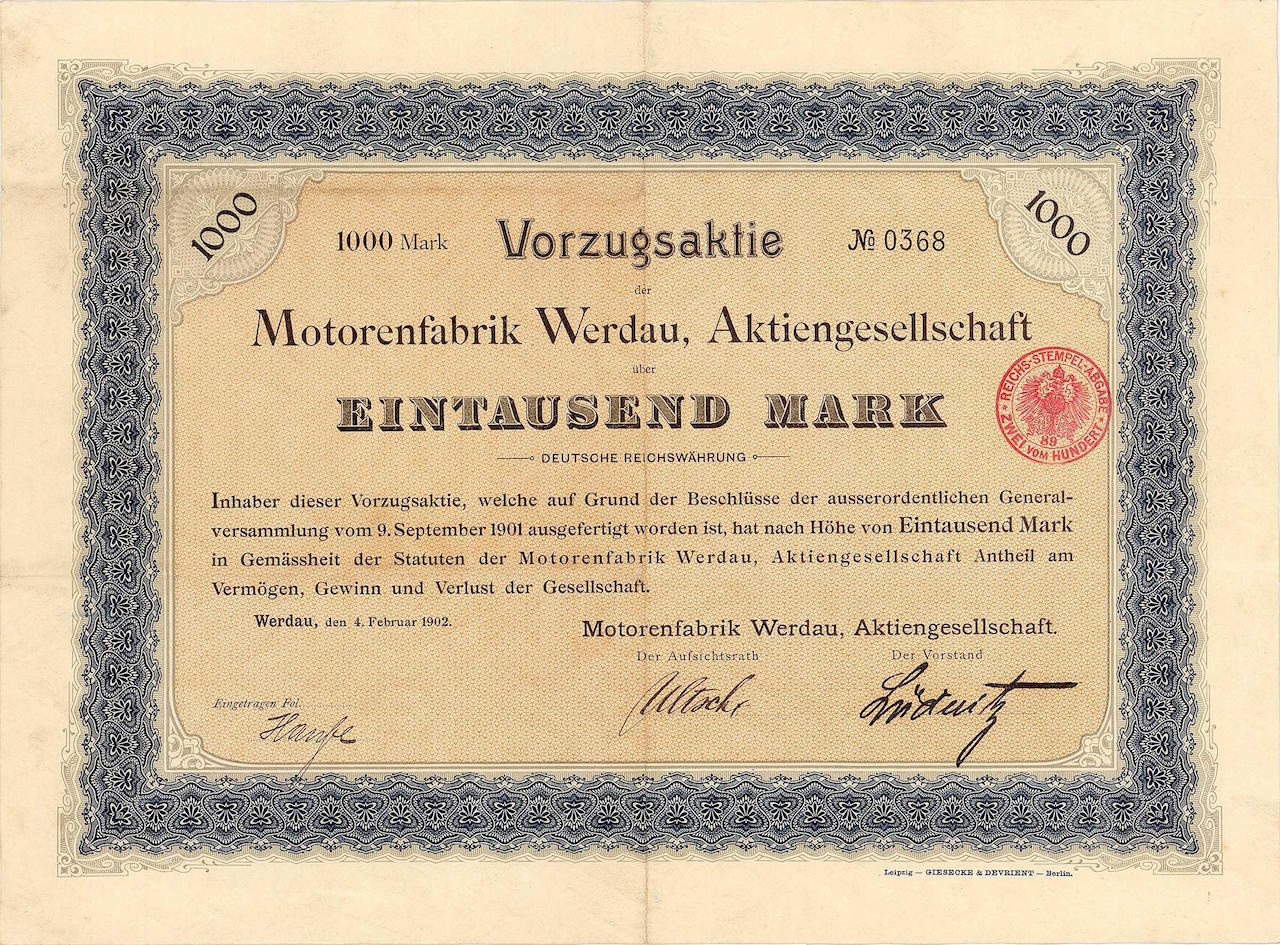 1000
1000
1000 Mark Vorzugsaktie № 0368
der
Motorenfabrik Werdau, Aktiengesellschaft
über
EINTAUSEND MARK
DEUTSCHE REICHSWÄHRUNG
REICHS-STEMPEL-ABGABE
ZWEI VOM HUNDERT
89
Inhaber dieser Vorzugsaktie, welche auf Grund der Beschlüsse der ausserordentlichen General-
versammlung vom 9. September 1901 ausgefertigt worden ist, hat nach Höhe von Eintausend Mark
in Gemässheit der Statuten der Motorenfabrik Werdau, Aktiengesellschaft Antheil am
Vermögen, Gewinn und Verlust der Gesellschaft.
Werdau, den 4. Februar 1902.
Motorenfabrik Werdau, Aktiengesellschaft.
Der Aufsichtsrath Der Vorstand
Eingetragen Fol.
Leipzig — GIESECKE & DEVRIENT — Berlin.